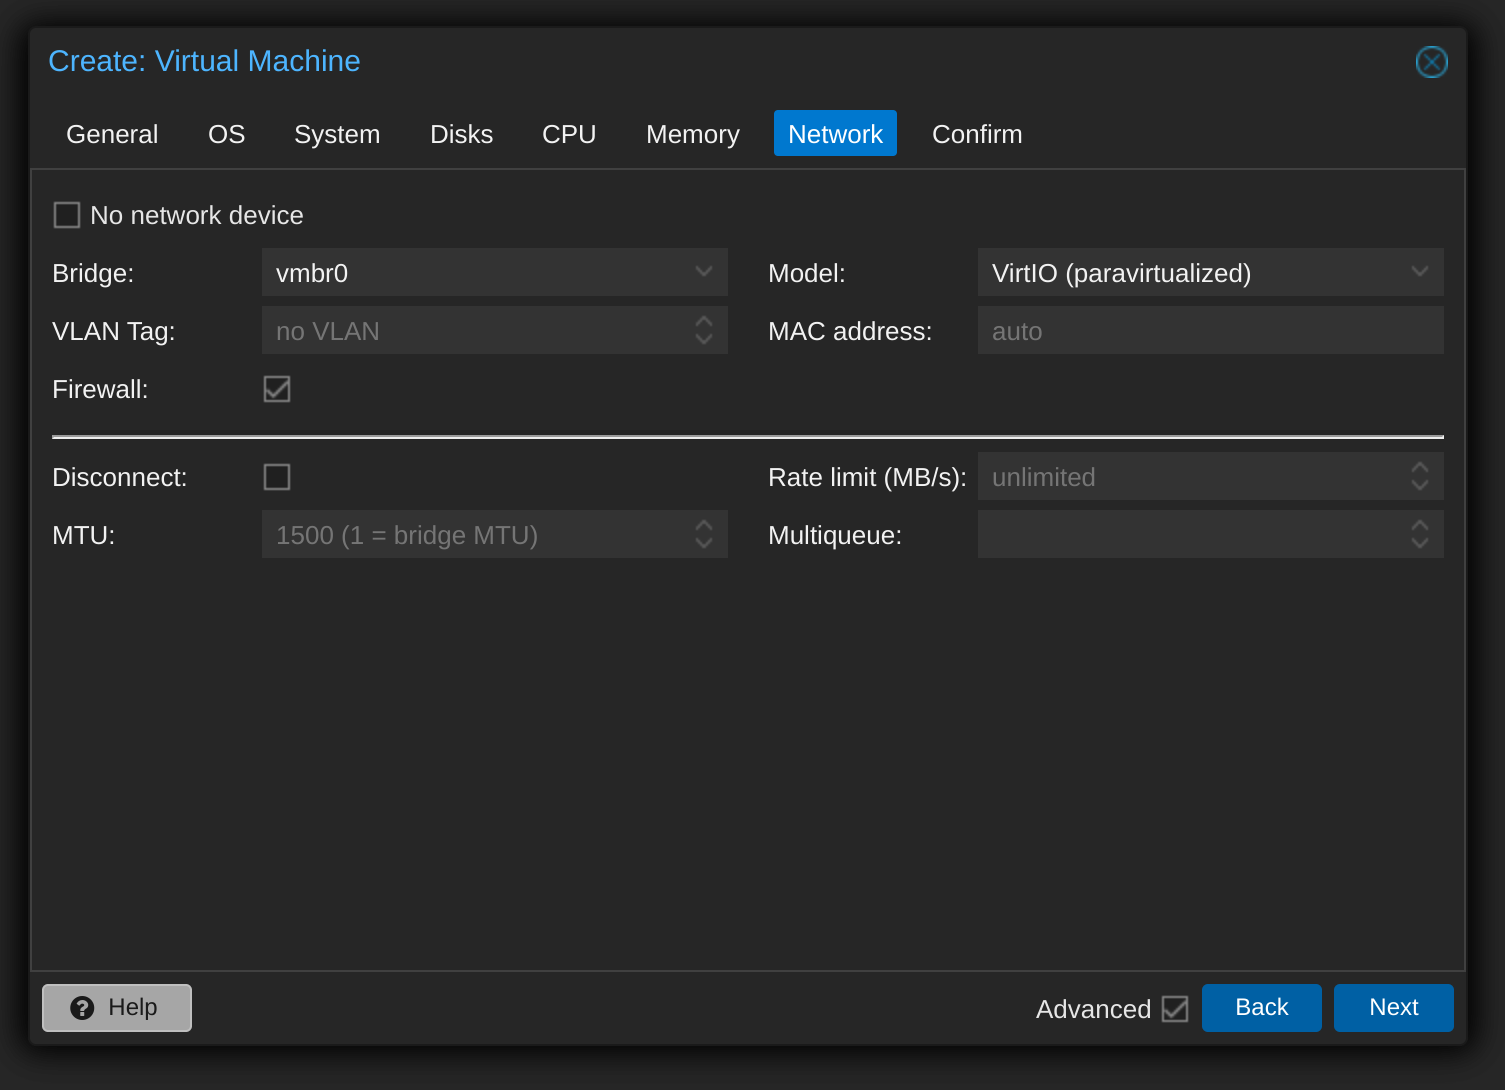 Create: Virtual Machine
General OS System Disks CPU Memory Network Confirm
No network device
Bridge: vmbr0 Model: VirtIO (paravirtualized)
VLAN Tag: no VLAN MAC address: auto
Firewall:
Disconnect: Rate limit (MB/s): unlimited
MTU: 1500 (1 = bridge MTU) Multiqueue:
Help Advanced Back Next